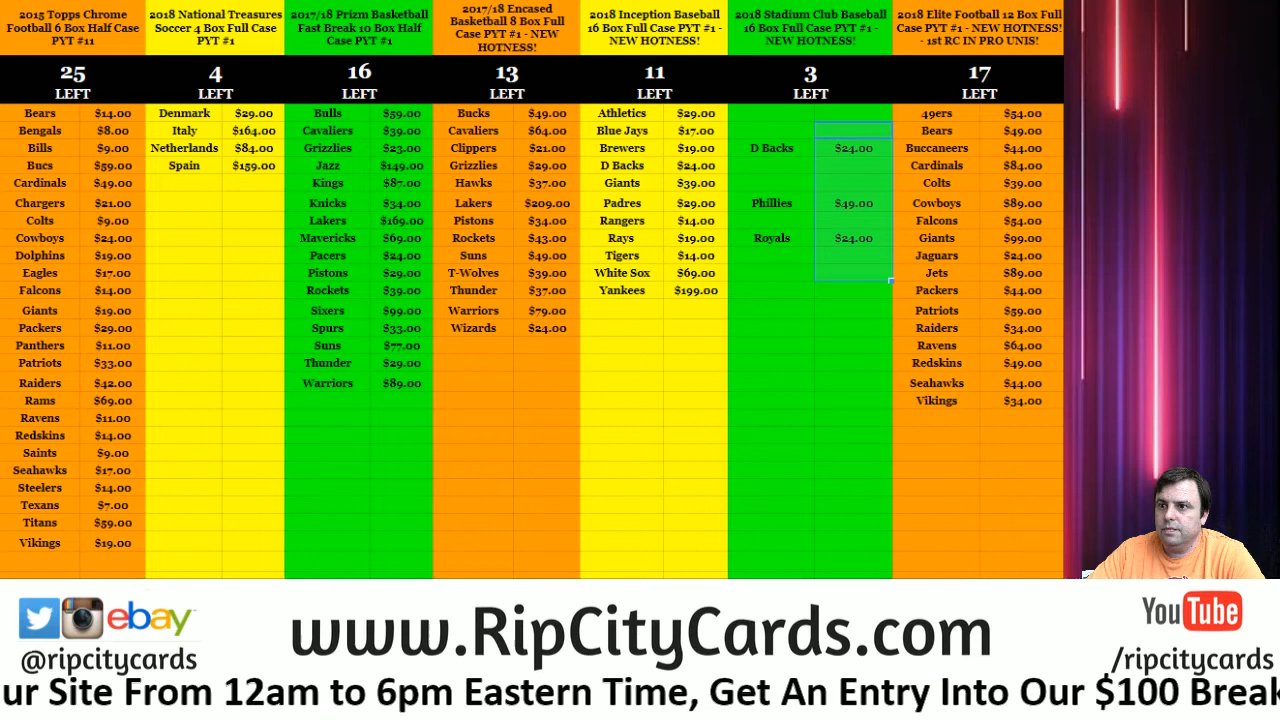 2015 Topps Chrome
Football 6 Box Half Case
PYT #11
25
LEFT
Bears $14.00
Bengals $8.00
Bills $9.00
Bucs $59.00
Cardinals $49.00
Chargers $21.00
Colts $9.00
Cowboys $24.00
Dolphins $19.00
Eagles $17.00
Falcons $14.00
Giants $19.00
Packers $29.00
Panthers $11.00
Patriots $33.00
Raiders $42.00
Rams $69.00
Ravens $11.00
Redskins $14.00
Saints $9.00
Seahawks $17.00
Steelers $14.00
Texans $7.00
Titans $59.00
Vikings $19.00
2018 National Treasures
Soccer 4 Box Full Case
PYT #1
4
LEFT
Denmark $29.00
Italy $164.00
Netherlands $84.00
Spain $159.00
2017/18 Prizm Basketball
Fast Break 10 Box Half
Case PYT #1
16
LEFT
Bulls $59.00
Cavaliers $39.00
Grizzlies $23.00
Jazz $149.00
Kings $87.00
Knicks $34.00
Lakers $169.00
Mavericks $69.00
Pacers $24.00
Pistons $29.00
Rockets $39.00
Sixers $99.00
Spurs $33.00
Suns $77.00
Thunder $29.00
Warriors $89.00
2017/18 Encased
Basketball 8 Box Full
Case PYT #1 - NEW
HOTNESS!
13
LEFT
Bucks $49.00
Cavaliers $64.00
Clippers $21.00
Grizzlies $29.00
Hawks $37.00
Lakers $209.00
Pistons $34.00
Rockets $43.00
Suns $49.00
T-Wolves $39.00
Thunder $37.00
Warriors $79.00
Wizards $24.00
2018 Inception Baseball
16 Box Full Case PYT #1 -
NEW HOTNESS!
11
LEFT
Athletics $29.00
Blue Jays $17.00
Brewers $19.00
D Backs $24.00
Giants $39.00
Padres $29.00
Rangers $14.00
Rays $19.00
Tigers $14.00
White Sox $69.00
Yankees $199.00
2018 Stadium Club Baseball
16 Box Full Case PYT #1 -
NEW HOTNESS!
3
LEFT
D Backs $24.00
Phillies $49.00
Royals $24.00
2018 Elite Football 12 Box Full
Case PYT #1 - NEW HOTNESS!
- 1st RC IN PRO UNIS!
17
LEFT
49ers $54.00
Bears $49.00
Buccaneers $44.00
Cardinals $84.00
Colts $39.00
Cowboys $89.00
Falcons $54.00
Giants $99.00
Jaguars $24.00
Jets $89.00
Packers $44.00
Patriots $59.00
Raiders $34.00
Ravens $64.00
Redskins $49.00
Seahawks $44.00
Vikings $34.00
ebay
@ripcitycards
www.RipCityCards.com
YouTube
/ripcitycards
ur Site From 12am to 6pm Eastern Time, Get An Entry Into Our $100 Break